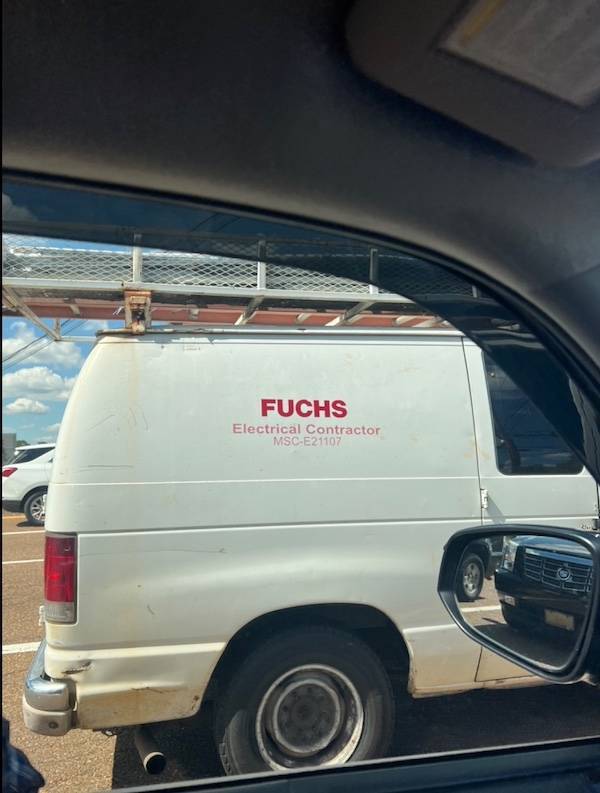 FUCHS
Electrical Contractor
MSC-E21107